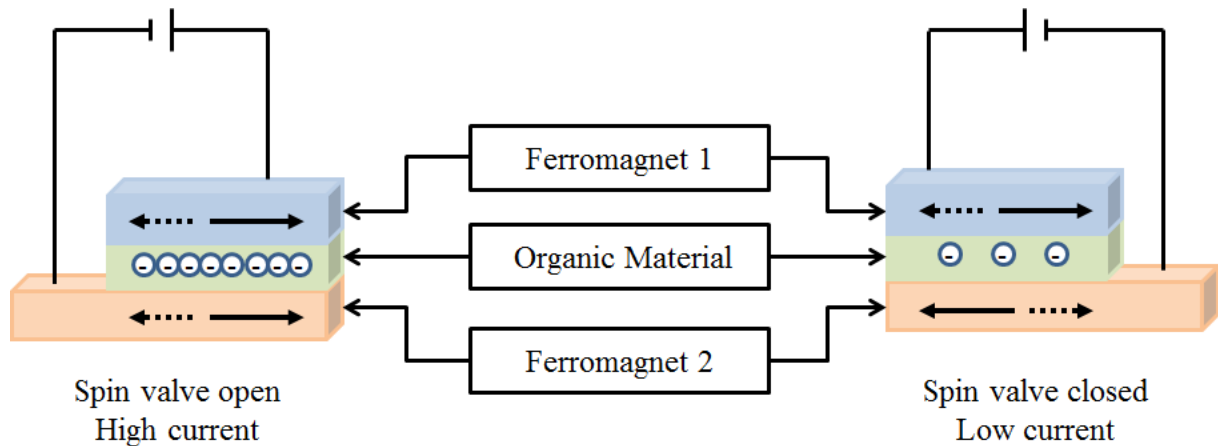 Ferromagnet 1
Organic Material
Ferromagnet 2
Spin valve open
High current
Spin valve closed
Low current